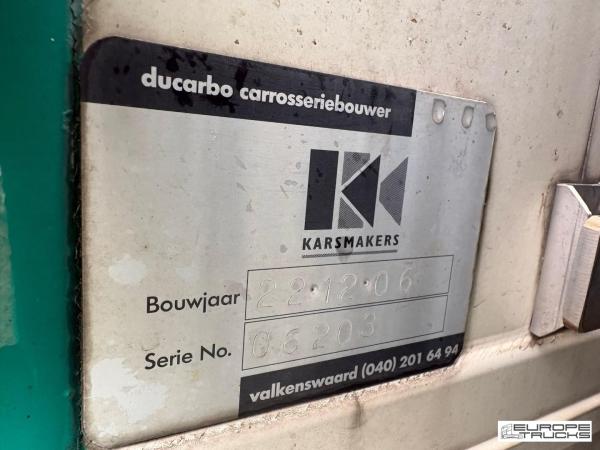 ducarbo carrosseriebouwer
KARSMAKERS
Bouwjaar 22·12·06
Serie No. 06203
valkenswaard (040) 201 64 94
EUROPE
TRUCKS